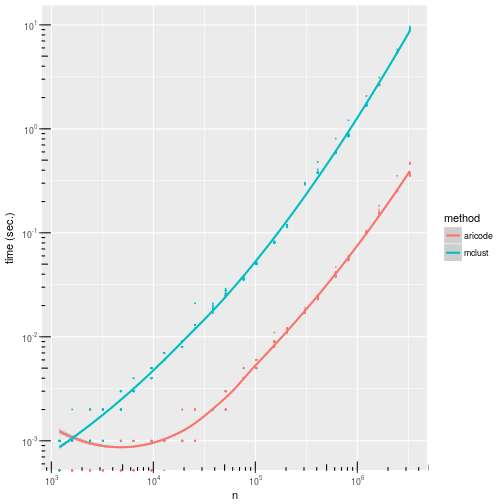 10¹
10⁰
10⁻¹
10⁻²
10⁻³
time (sec.)
10³
10⁴
10⁵
10⁶
n
method
aricode
mclust